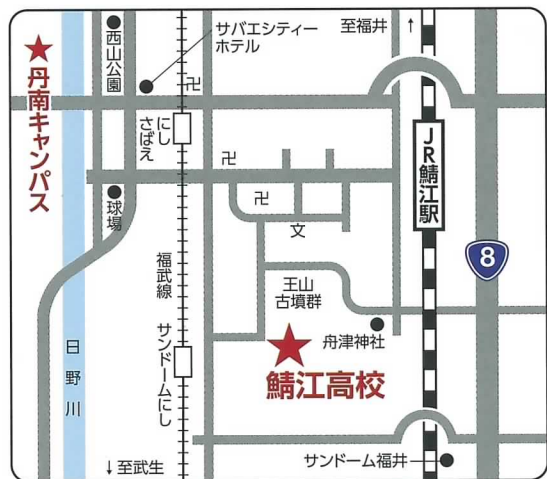 サバエシティー
ホテル
至福井 ↑
西山公園
丹南キャンパス
にし
さばえ
卍
卍
卍
JR鯖江駅
球場
文
8
福武線
王山
古墳群
舟津神社
鯖江高校
サンドームにし
日野川
↓至武生
サンドーム福井